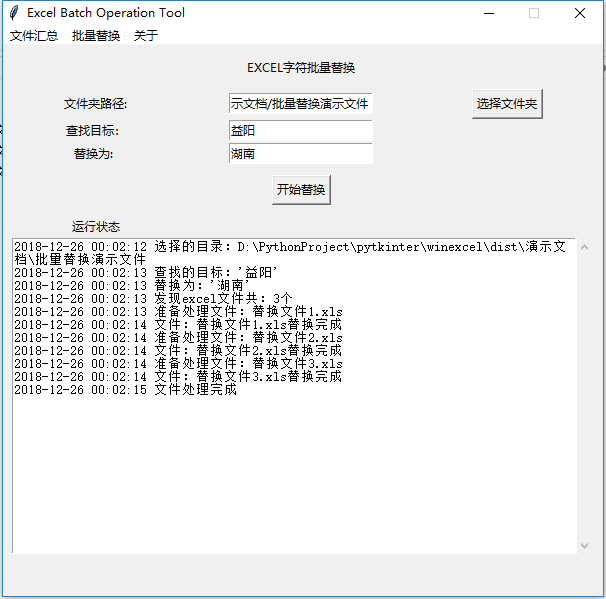 Excel Batch Operation Tool
文件汇总 批量替换 关于
EXCEL字符批量替换
文件夹路径: 示文档/批量替换演示文件 选择文件夹
查找目标: 益阳
替换为: 湖南
开始替换
运行状态
2018-12-26 00:02:12 选择的目录: D:\PythonProject\pytkinter\winexcel\dist\演示文
档\批量替换演示文件
2018-12-26 00:02:13 查找的目标:'益阳'
2018-12-26 00:02:13 替换为:'湖南'
2018-12-26 00:02:13 发现excel文件共: 3个
2018-12-26 00:02:13 准备处理文件: 替换文件1.xls
2018-12-26 00:02:14 文件: 替换文件1.xls替换完成
2018-12-26 00:02:14 准备处理文件: 替换文件2.xls
2018-12-26 00:02:14 文件: 替换文件2.xls替换完成
2018-12-26 00:02:14 准备处理文件: 替换文件3.xls
2018-12-26 00:02:14 文件: 替换文件3.xls替换完成
2018-12-26 00:02:15 文件处理完成